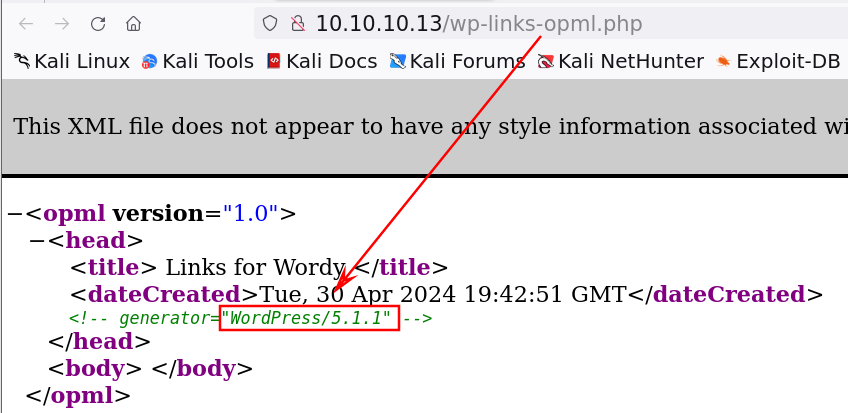 10.10.10.13/wp-links-opml.php
Kali Linux Kali Tools Kali Docs Kali Forums Kali NetHunter Exploit-DB
This XML file does not appear to have any style information associated wi
−<opml version="1.0">
−<head>
<title> Links for Wordy </title>
<dateCreated>Tue, 30 Apr 2024 19:42:51 GMT</dateCreated>
<!-- generator="WordPress/5.1.1" -->
</head>
<body> </body>
</opml>